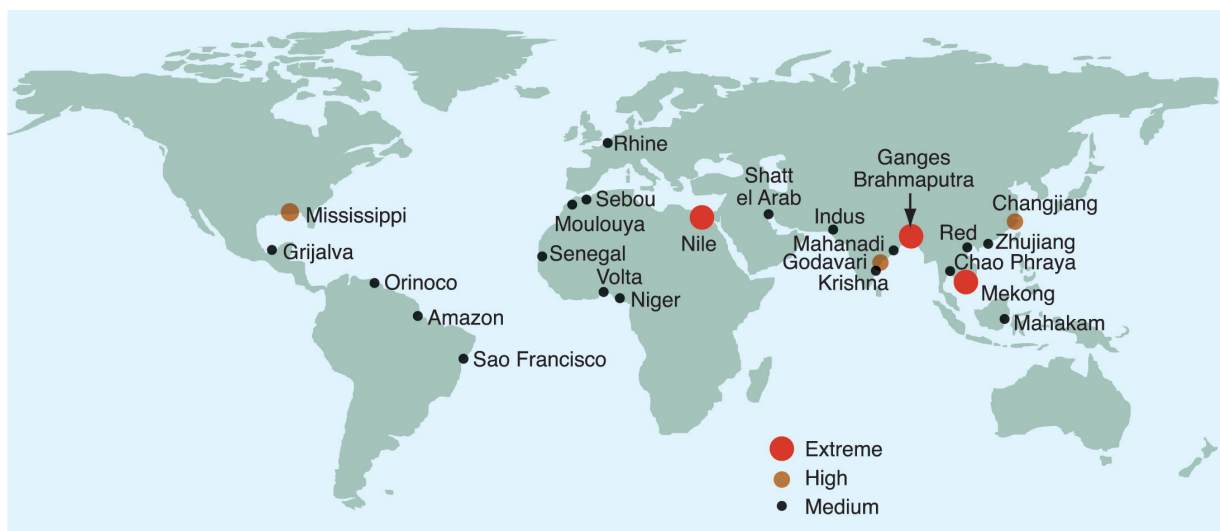 Rhine
Ganges
Brahmaputra
Shatt
el Arab
Sebou
Moulouya
Mississippi
Nile
Indus
Changjiang
Red
Zhujiang
Mahanadi
Grijalva
Senegal
Godavari
Chao Phraya
Krishna
Volta
Orinoco
Niger
Mekong
Amazon
Mahakam
Sao Francisco
Extreme
High
Medium